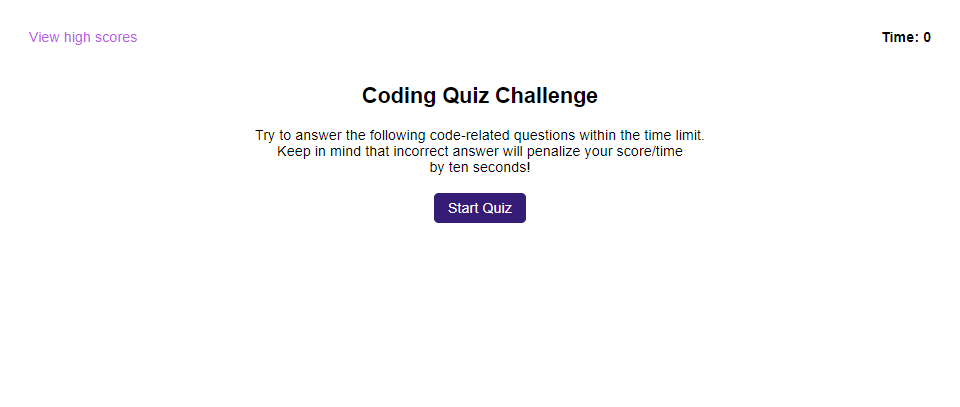 View high scores
Time: 0
Coding Quiz Challenge
Try to answer the following code-related questions within the time limit.
Keep in mind that incorrect answer will penalize your score/time
by ten seconds!
Start Quiz